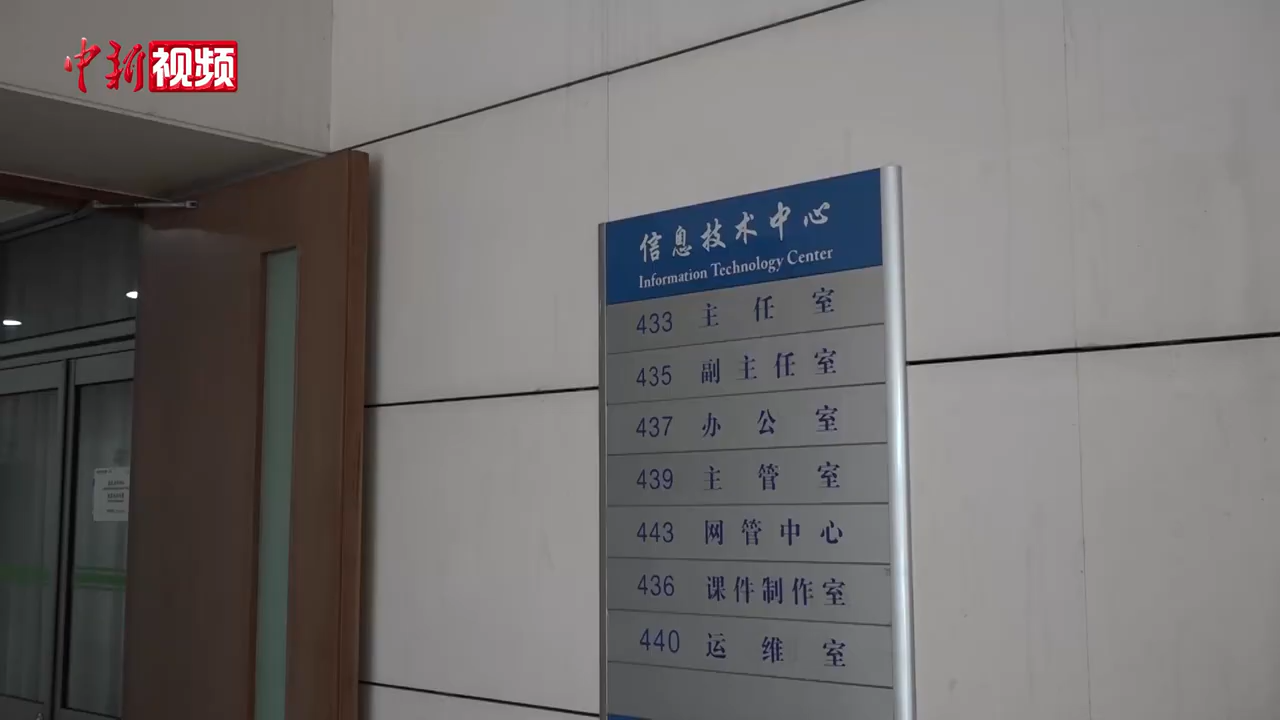 中新视频
信息技术中心
Information Technology Center
433 主任室
435 副主任室
437 办公室
439 主管室
443 网管中心
436 课件制作室
440 运维室